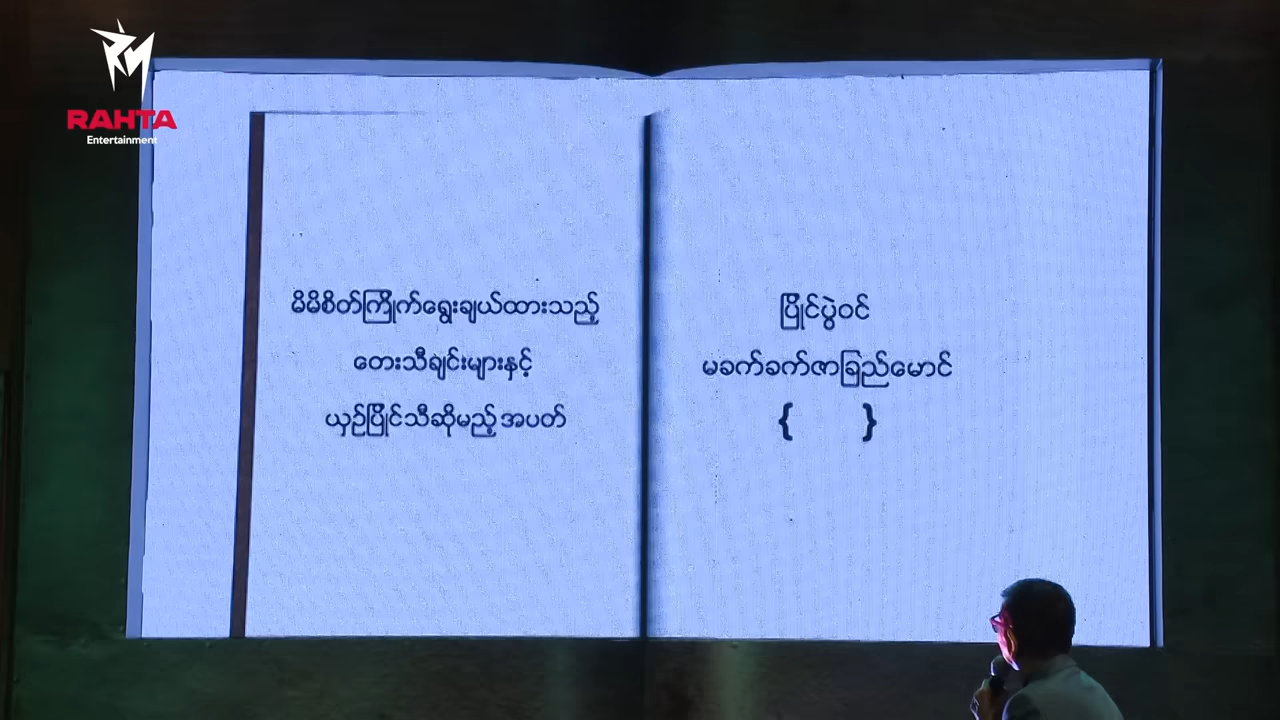 RAHTA
Entertainment
မိမိစိတ်ကြိုက်ရွေးချယ်ထားသည့်
တေးသီချင်းများနှင့်
ယှဉ်ပြိုင်သီဆိုမည့်အပတ်
ပြိုင်ပွဲဝင်
မခက်ခက်ဇာခြည်မောင်
{ }